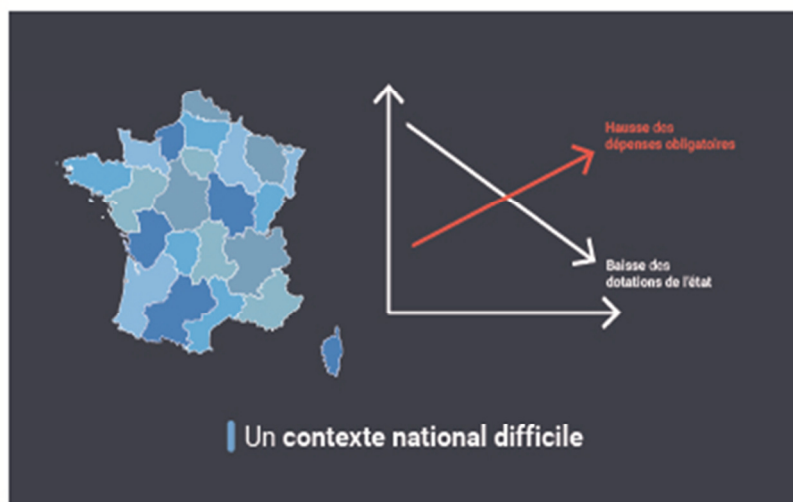 Hausse des
dépenses obligatoires
Baisse des
dotations de l'état
Un contexte national difficile